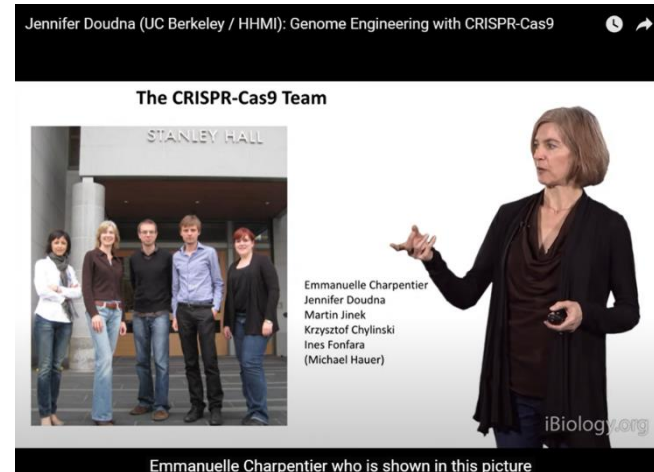 Jennifer Doudna (UC Berkeley / HHMI): Genome Engineering with CRISPR-Cas9
The CRISPR-Cas9 Team
STANLEY HALL
Emmanuelle Charpentier
Jennifer Doudna
Martin Jinek
Krzysztof Chylinski
Ines Fonfara
(Michael Hauer)
iBiology.org
Emmanuelle Charpentier who is shown in this picture